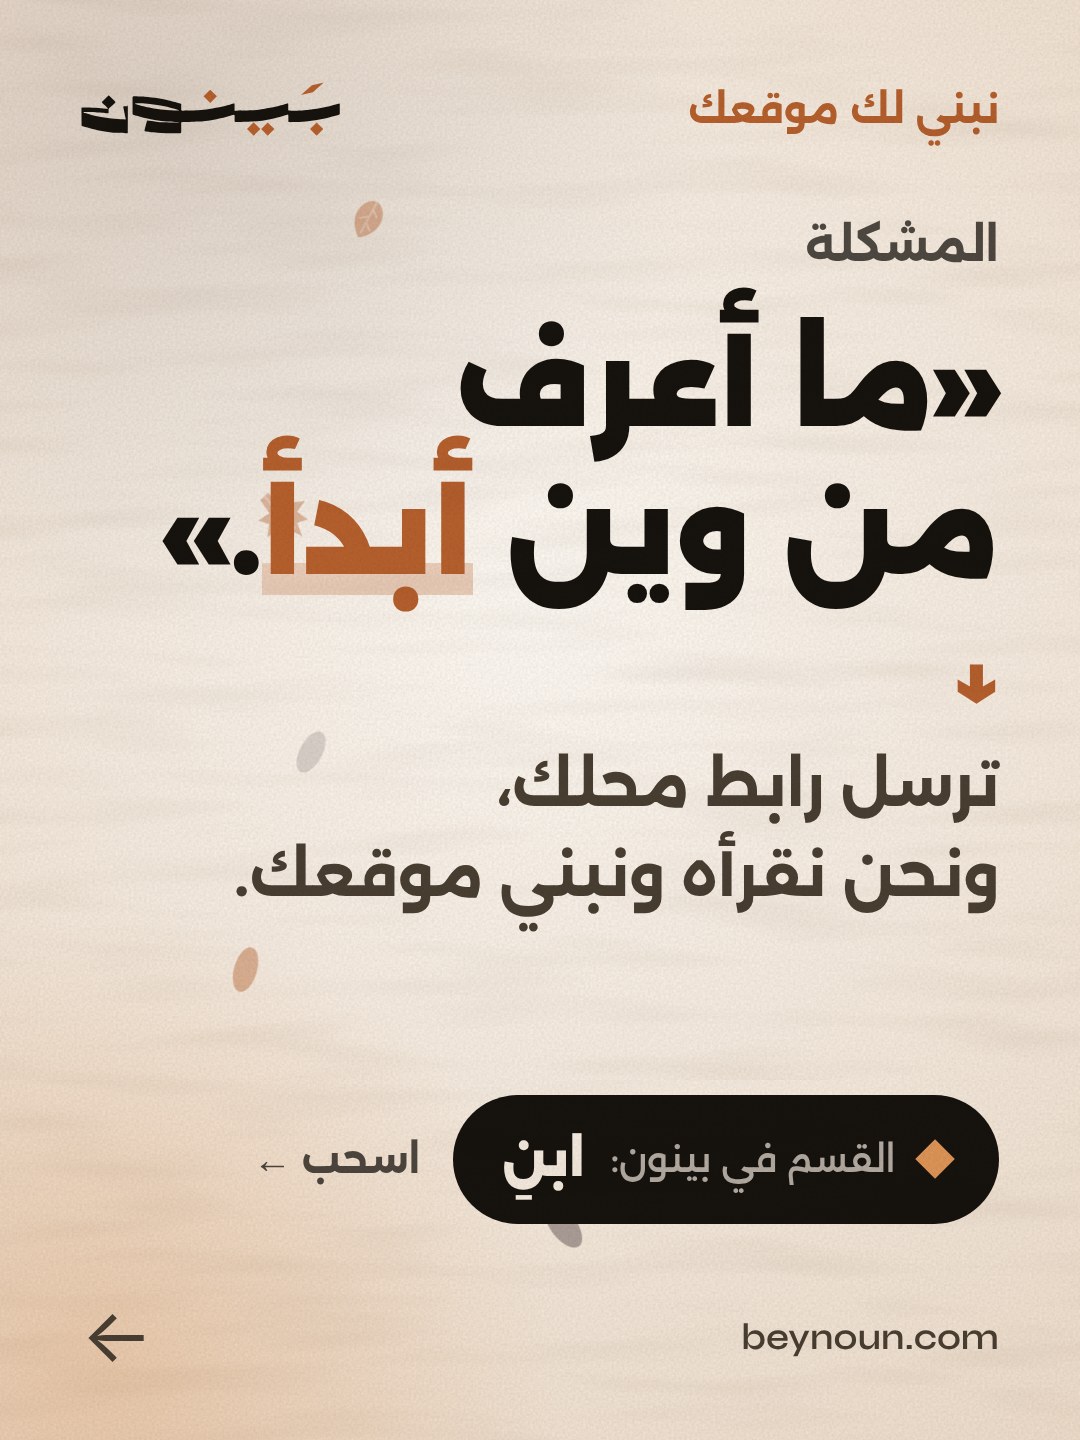 نبني لك موقعك
بَينون
المشكلة
«ما أعرف
من وين أبدأ.»
↓
ترسل رابط محلك،
ونحن نقرأه ونبني موقعك.
القسم في بينون: ابنِ
اسحب ←
beynoun.com
←